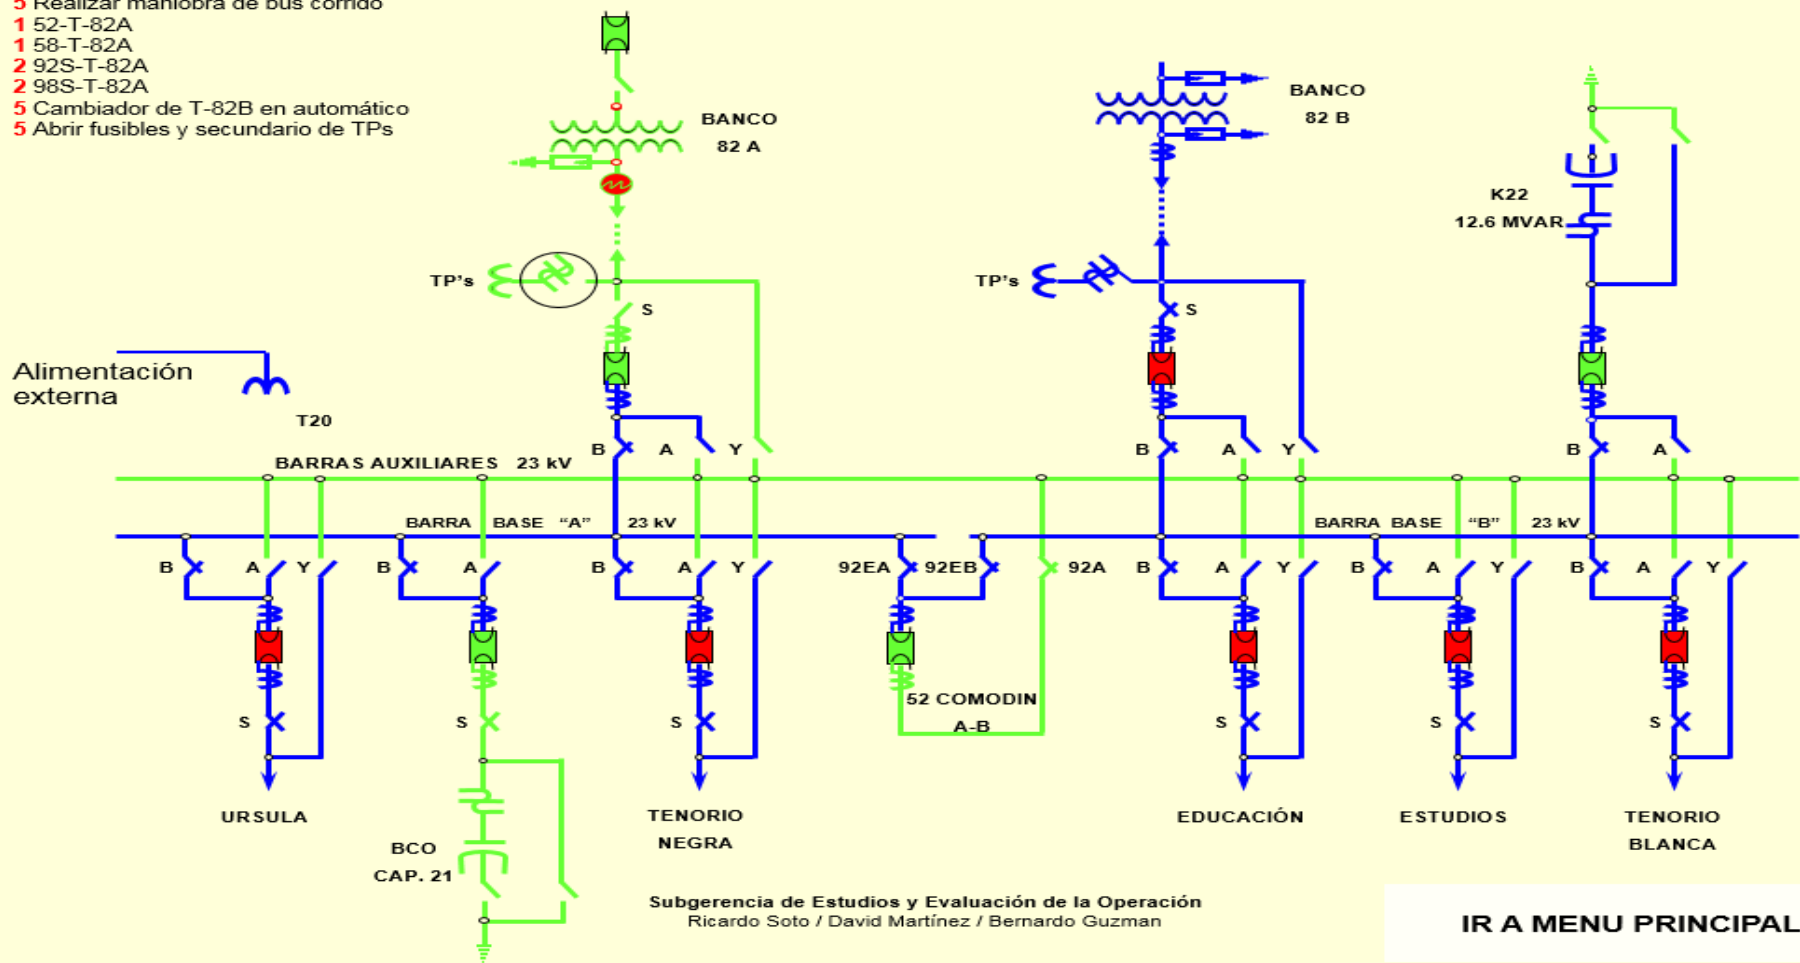 5 Realizar maniobra de bus corrido
1 52-T-82A
1 58-T-82A
2 92S-T-82A
2 98S-T-82A
5 Cambiador de T-82B en automático
5 Abrir fusibles y secundario de TPs
BANCO
82 A
BANCO
82 B
K22
12.6 MVAR
TP's
S
TP's
S
Alimentación
externa
T20
B A Y
B A Y
B A
BARRAS AUXILIARES 23 kV
BARRA BASE "A" 23 kV
BARRA BASE "B" 23 kV
B A Y B A B A Y 92EA 92EB 92A B A Y B A Y B A Y
52 COMODIN
A-B
S S S S S S
URSULA
TENORIO
NEGRA
EDUCACIÓN
ESTUDIOS
TENORIO
BLANCA
BCO
CAP. 21
Subgerencia de Estudios y Evaluación de la Operación
Ricardo Soto / David Martínez / Bernardo Guzman
IR A MENU PRINCIPAL